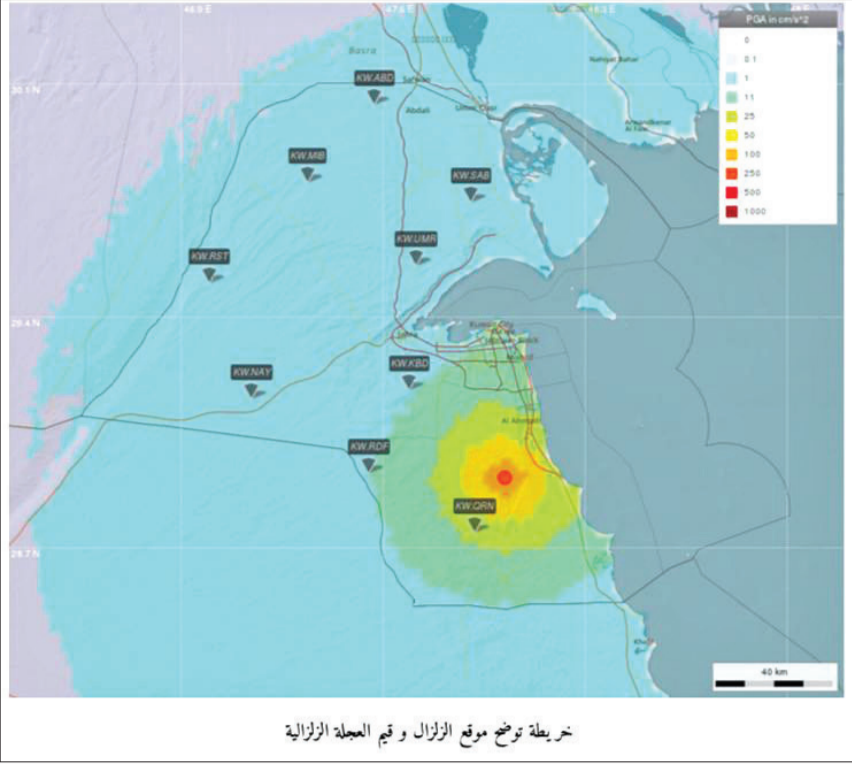 46.9 E
47.6 E
48.3 E
PGA in cm/s^2
0
0.1
1
11
25
50
100
250
500
1000
Basra
Safwan
Abdali
Umm Qasr
30.1 N
KW.ABD
KW.MIB
KW.SAB
KW.UMR
KW.RST
29.4 N
Kuwait City
Jahra
KW.KBD
KW.NAY
Al Ahmadi
KW.RDF
KW.QRN
28.7 N
40 km
خريطة توضح موقع الزلزال و قيم العجلة الزلزالية